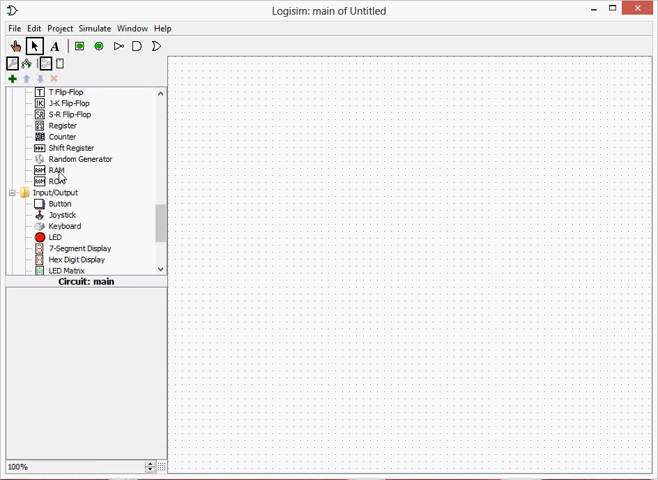 Logisim: main of Untitled
File Edit Project Simulate Window Help
A
T Flip-Flop
J-K Flip-Flop
S-R Flip-Flop
Register
Counter
Shift Register
Random Generator
RAM
ROM
Input/Output
Button
Joystick
Keyboard
LED
7-Segment Display
Hex Digit Display
LED Matrix
Circuit: main
100%